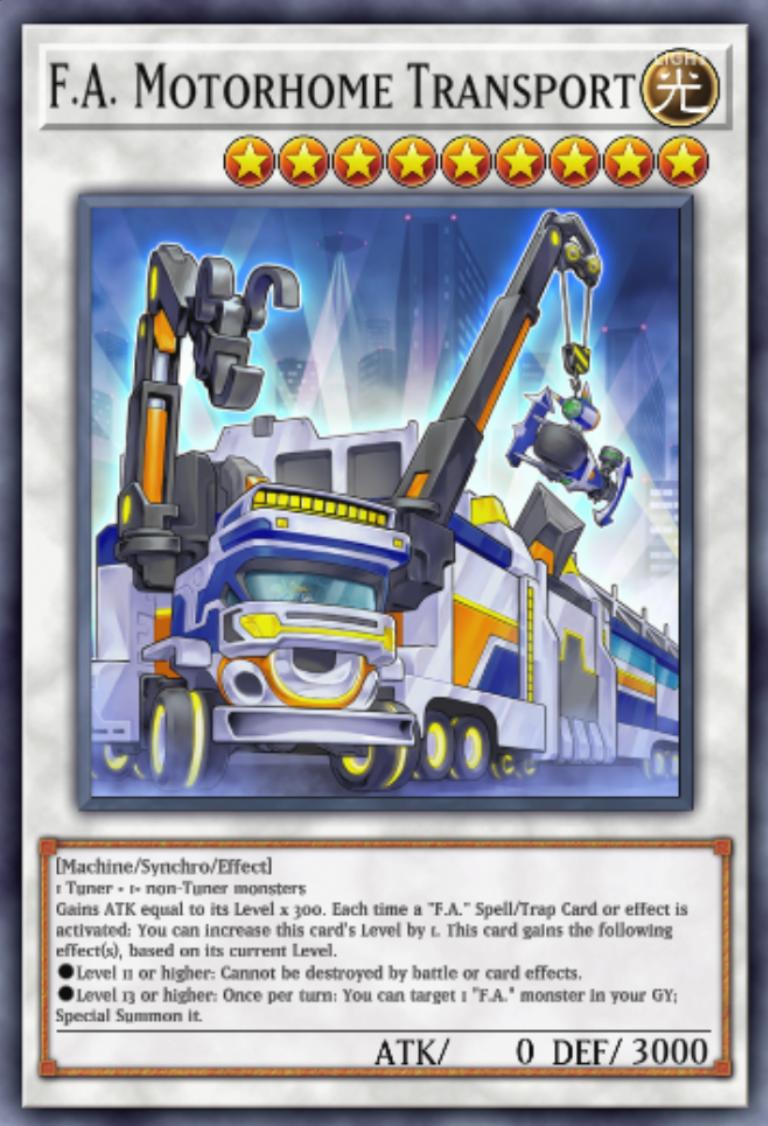 F.A. Motorhome Transport
LIGHT
光
[Machine/Synchro/Effect]
1 Tuner + 1+ non-Tuner monsters
Gains ATK equal to its Level x 300. Each time a "F.A." Spell/Trap Card or effect is
activated: You can increase this card's Level by 1. This card gains the following
effect(s), based on its current Level.
●Level 11 or higher: Cannot be destroyed by battle or card effects.
●Level 13 or higher: Once per turn: You can target 1 "F.A." monster in your GY;
Special Summon it.
ATK/ 0 DEF/ 3000